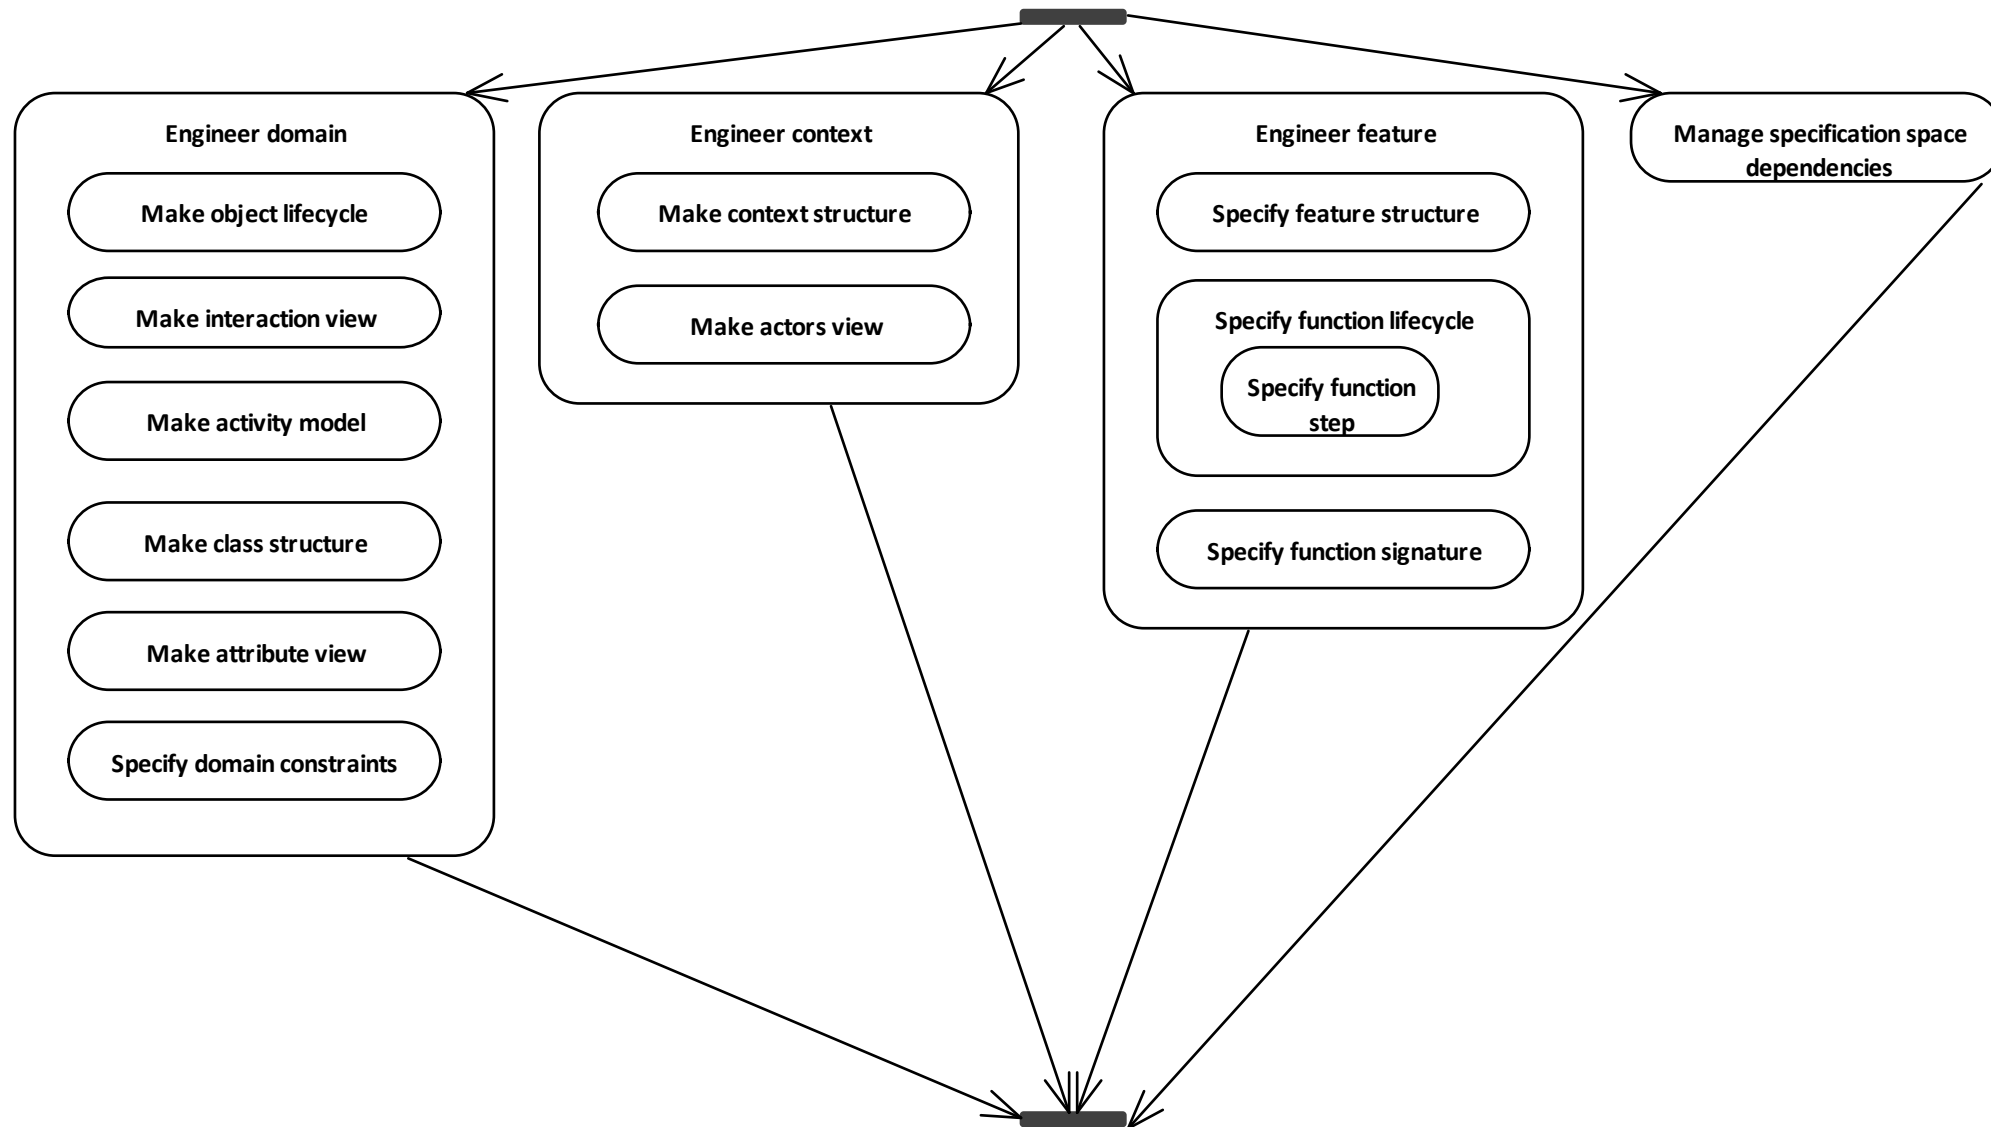 Engineer domain
Make object lifecycle
Make interaction view
Make activity model
Make class structure
Make attribute view
Specify domain constraints
Engineer context
Make context structure
Make actors view
Engineer feature
Specify feature structure
Specify function lifecycle
Specify function
step
Specify function signature
Manage specification space
dependencies